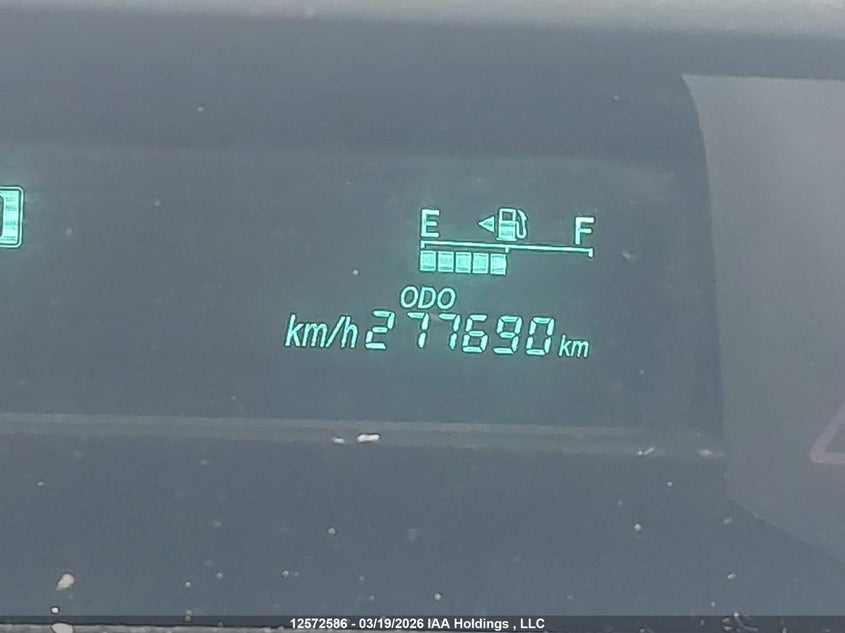 E F
ODO
km/h 277690 km
12572586 - 03/19/2026 IAA Holdings , LLC